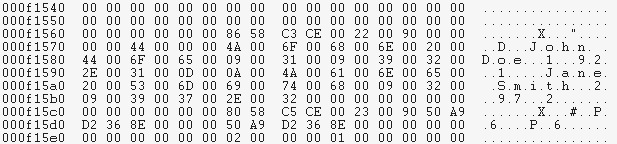 000f1540 00 00 00 00 00 00 00 00 00 00 00 00 00 00 00 00 ................
000f1550 00 00 00 00 00 00 00 00 00 00 00 00 00 00 00 00 ................
000f1560 00 00 00 00 00 00 86 58 C3 CE 00 22 00 90 00 00 .......X..."....
000f1570 00 00 44 00 00 00 4A 00 6F 00 68 00 6E 00 20 00 ..D...J.o.h.n. .
000f1580 44 00 6F 00 65 00 09 00 31 00 09 00 39 00 32 00 D.o.e...1...9.2.
000f1590 2E 00 31 00 0D 00 0A 00 4A 00 61 00 6E 00 65 00 ..1.....J.a.n.e.
000f15a0 20 00 53 00 6D 00 69 00 74 00 68 00 09 00 32 00  .S.m.i.t.h...2.
000f15b0 09 00 39 00 37 00 2E 00 32 00 00 00 00 00 00 00 ..9.7...2.......
000f15c0 00 00 00 00 00 00 80 58 C5 CE 00 23 00 90 50 A9 .......X...#..P.
000f15d0 D2 36 8E 00 00 00 50 A9 D2 36 8E 00 00 00 00 00 .6....P..6......
000f15e0 00 00 00 00 00 00 02 00 00 00 01 00 00 00 00 00 ................